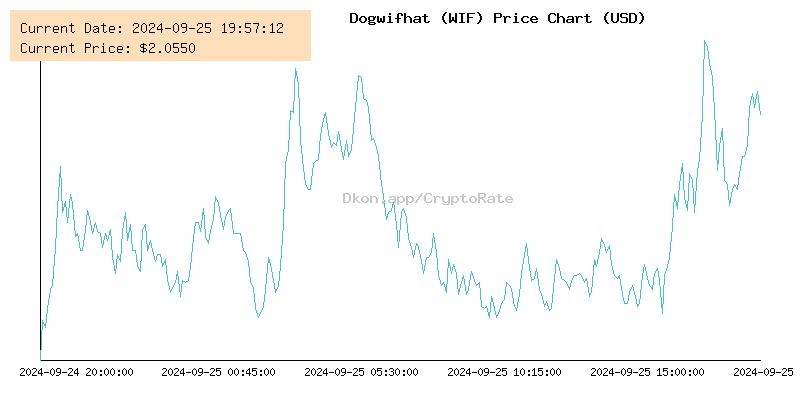 Dogwifhat (WIF) Price Chart (USD)
Current Date: 2024-09-25 19:57:12
Current Price: $2.0550
Dkon.app/CryptoRate
2024-09-24 20:00:00 2024-09-25 00:45:00 2024-09-25 05:30:00 2024-09-25 10:15:00 2024-09-25 15:00:00 2024-09-25